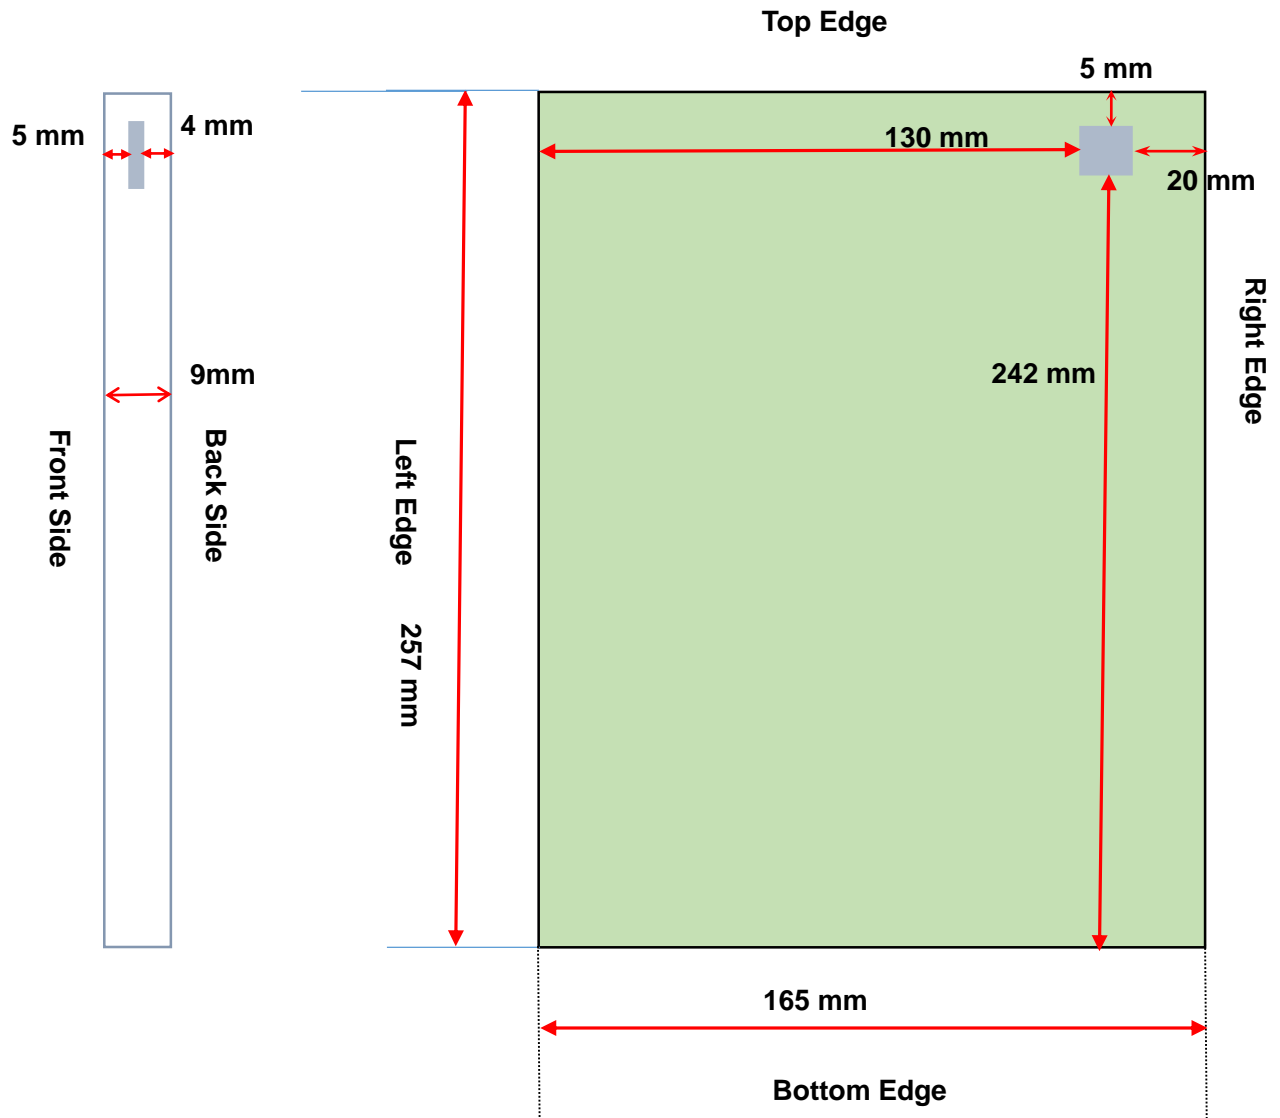 Top Edge
5 mm
5 mm
4 mm
130 mm
20 mm
Right Edge
9mm
242 mm
Front Side
Back Side
Left Edge
257 mm
165 mm
Bottom Edge